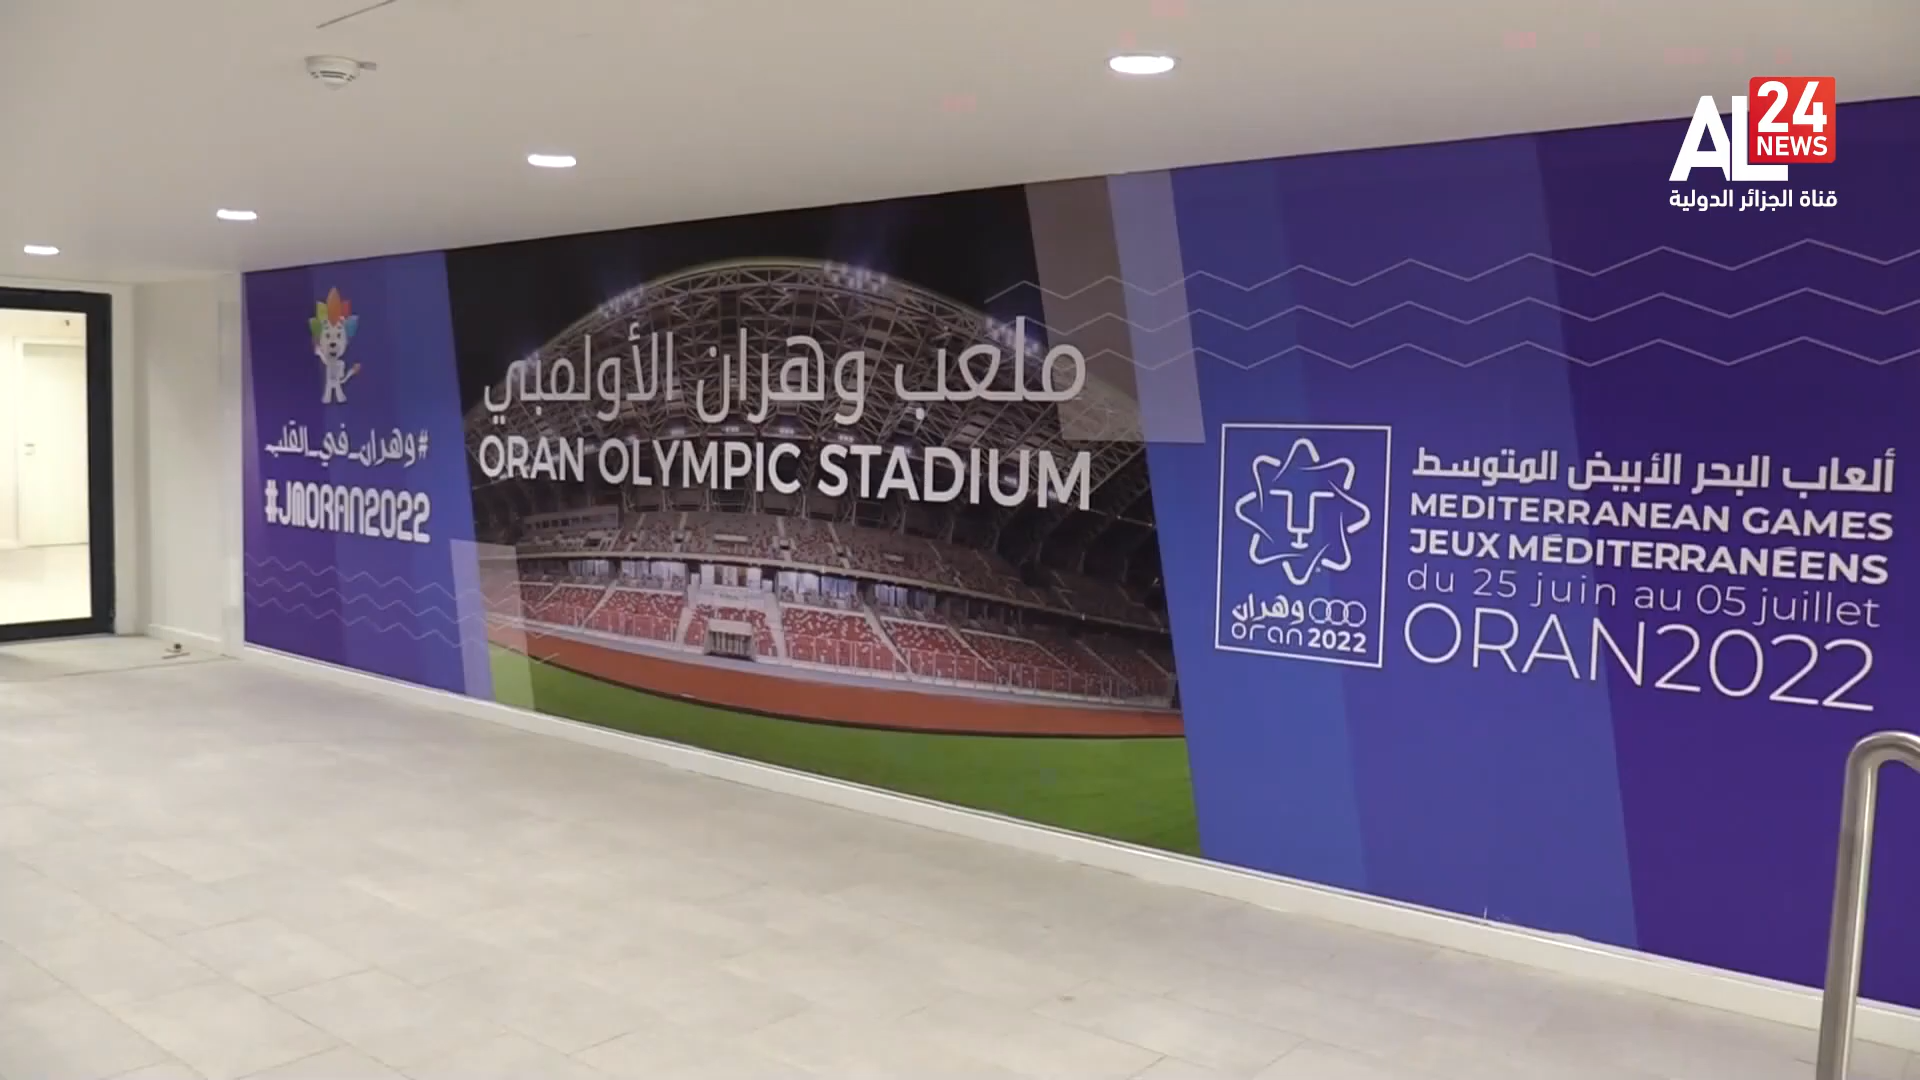 #وهران_في_القلب
#JMORAN2022
ملعب وهران الأولمبي
ORAN OLYMPIC STADIUM
وهران
oran 2022
ألعاب البحر الأبيض المتوسط
MEDITERRANEAN GAMES
JEUX MÉDITERRANÉENS
du 25 juin au 05 juillet
ORAN2022
AL
24
NEWS
قناة الجزائر الدولية